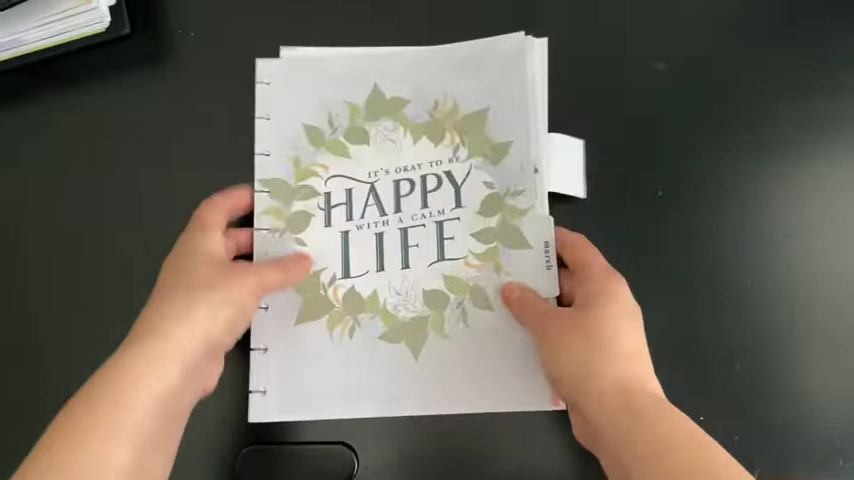 IT'S OKAY TO BE
HAPPY
WITH A CALM
LIFE
march